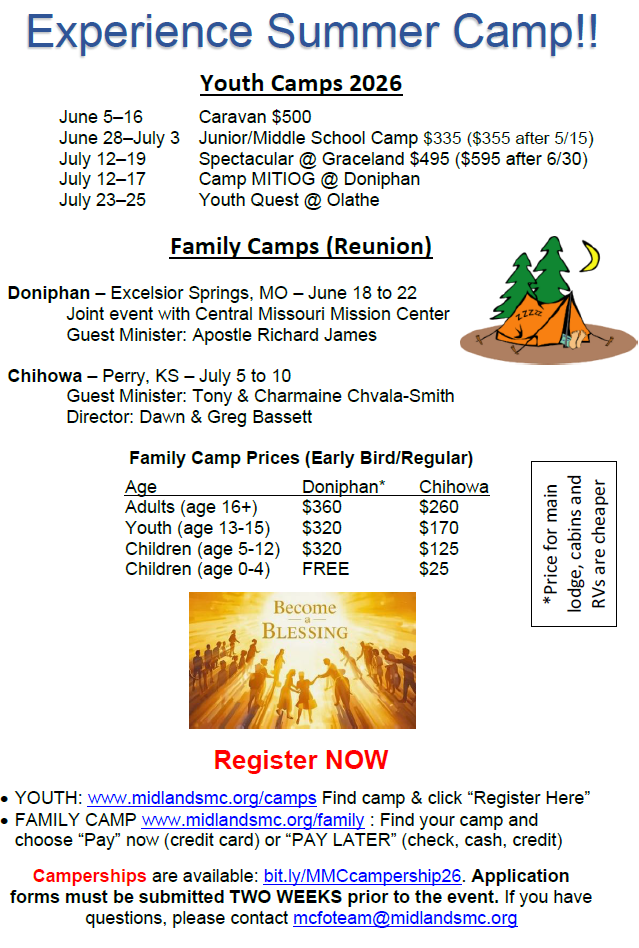 Experience Summer Camp!!
Youth Camps 2026
June 5–16 Caravan $500
June 28–July 3 Junior/Middle School Camp $335 ($355 after 5/15)
July 12–19 Spectacular @ Graceland $495 ($595 after 6/30)
July 12–17 Camp MITIOG @ Doniphan
July 23–25 Youth Quest @ Olathe
Family Camps (Reunion)
zzzzz
Doniphan – Excelsior Springs, MO – June 18 to 22
Joint event with Central Missouri Mission Center
Guest Minister: Apostle Richard James
Chihowa – Perry, KS – July 5 to 10
Guest Minister: Tony & Charmaine Chvala-Smith
Director: Dawn & Greg Bassett
Family Camp Prices (Early Bird/Regular)
Age Doniphan* Chihowa
Adults (age 16+) $360 $260
Youth (age 13-15) $320 $170
Children (age 5-12) $320 $125
Children (age 0-4) FREE $25
*Price for main
lodge, cabins and
RVs are cheaper
Become
a
BLESSING
Register NOW
• YOUTH: www.midlandsmc.org/camps Find camp & click “Register Here”
• FAMILY CAMP www.midlandsmc.org/family : Find your camp and
choose “Pay” now (credit card) or “PAY LATER” (check, cash, credit)
Camperships are available: bit.ly/MMCcampership26. Application
forms must be submitted TWO WEEKS prior to the event. If you have
questions, please contact mcfoteam@midlandsmc.org